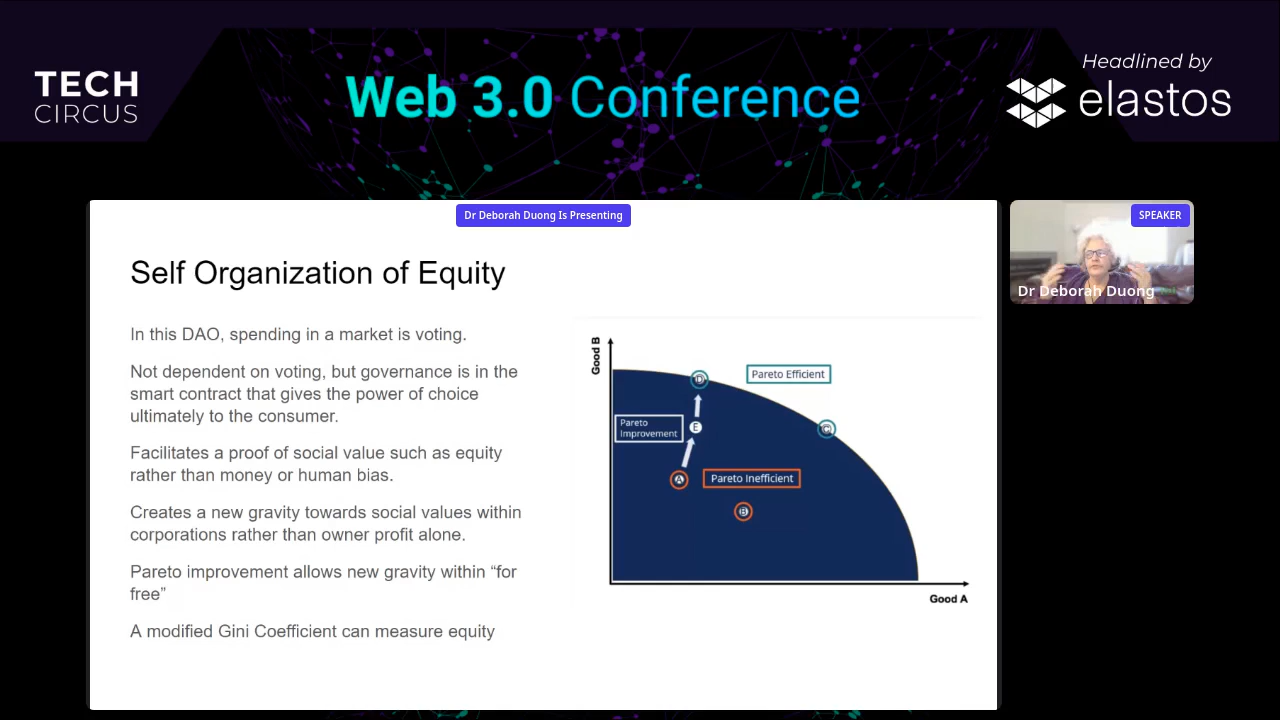 TECH
CIRCUS
Web 3.0 Conference
Headlined by
elastos
Dr Deborah Duong Is Presenting
SPEAKER
Dr Deborah Duong
Self Organization of Equity
In this DAO, spending in a market is voting.
Not dependent on voting, but governance is in the
smart contract that gives the power of choice
ultimately to the consumer.
Facilitates a proof of social value such as equity
rather than money or human bias.
Creates a new gravity towards social values within
corporations rather than owner profit alone.
Pareto improvement allows new gravity within “for
free”
A modified Gini Coefficient can measure equity
Good B
D
Pareto Efficient
Pareto
Improvement
E
C
A
Pareto Inefficient
B
Good A